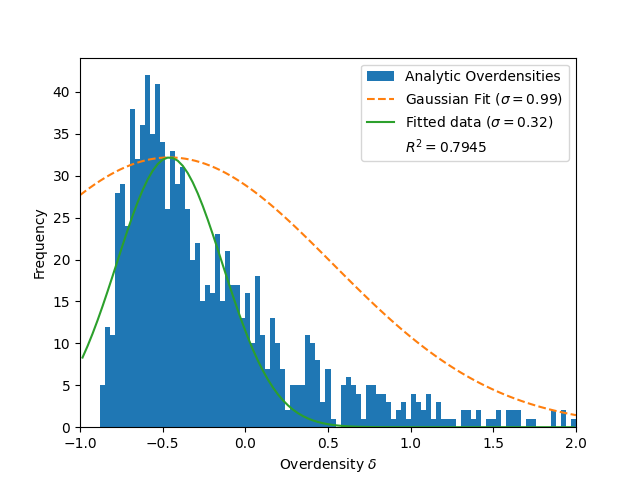 Analytic Overdensities
Gaussian Fit (σ = 0.99)
Fitted data (σ = 0.32)
R² = 0.7945
Frequency
40
35
30
25
20
15
10
5
0
−1.0 −0.5 0.0 0.5 1.0 1.5 2.0
Overdensity δ